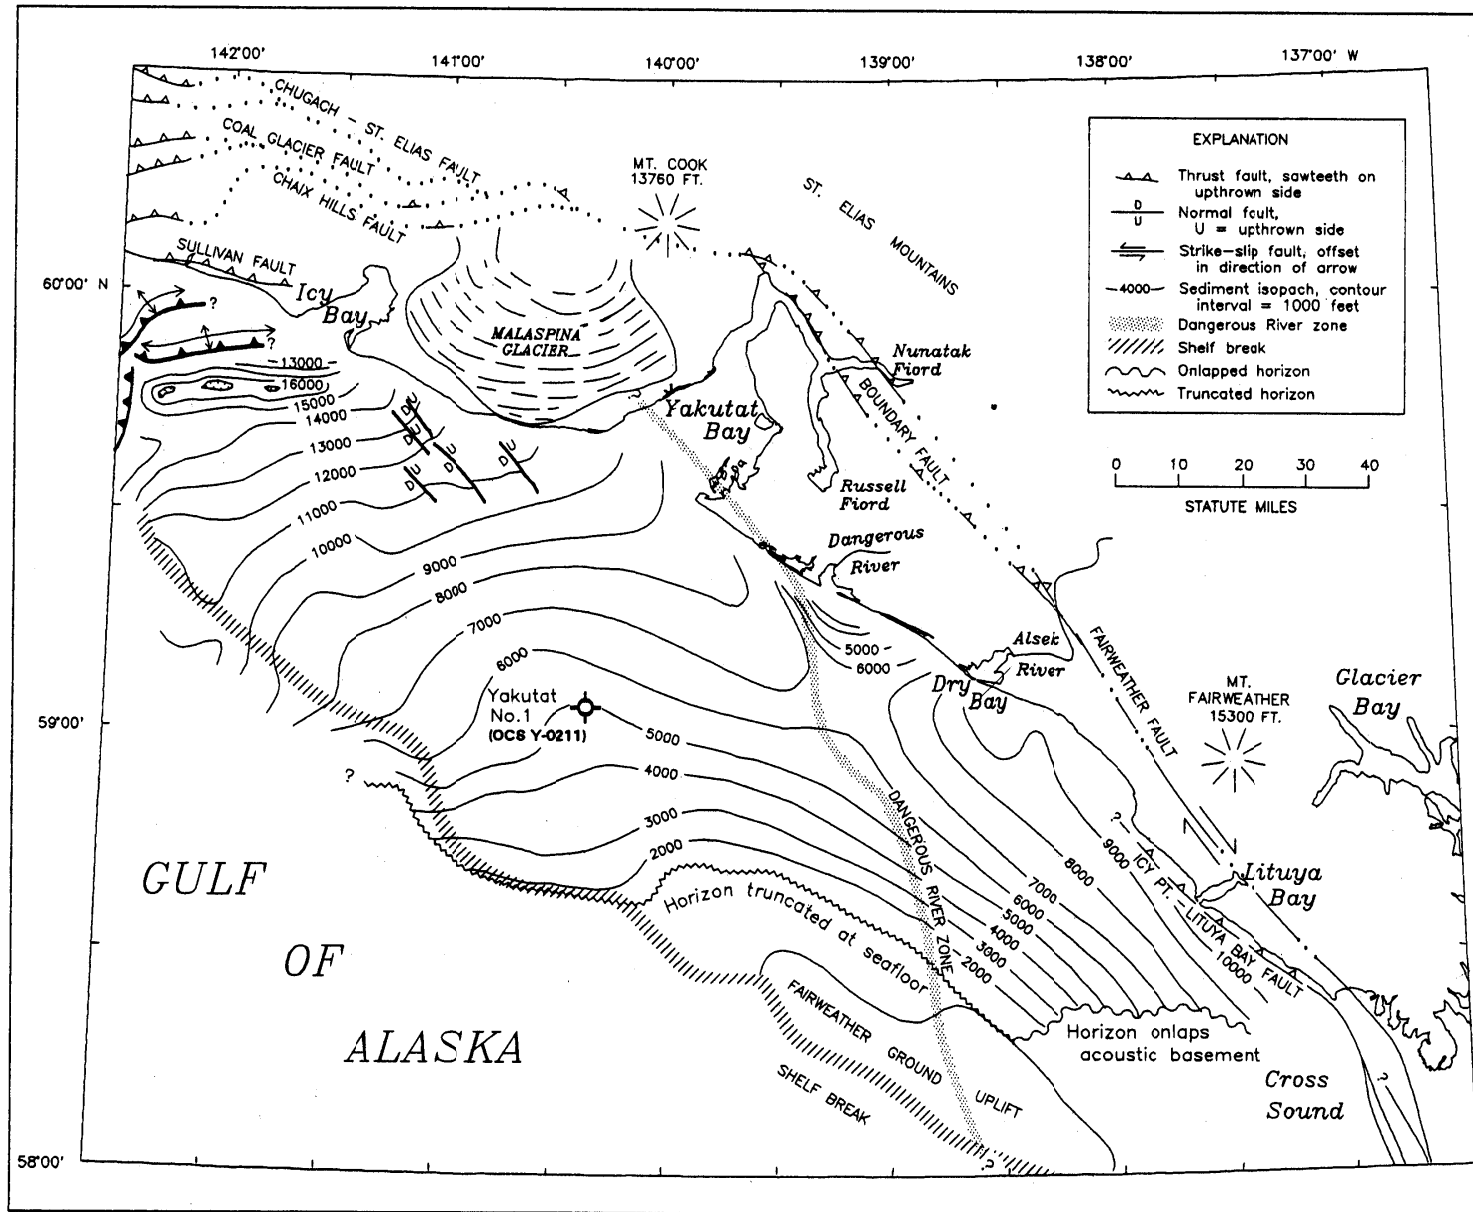 142°00'
141°00'
140°00'
139°00'
138°00'
137°00' W
CHUGACH – ST. ELIAS FAULT
COAL GLACIER FAULT
CHAIX HILLS FAULT
SULLIVAN FAULT
MT. COOK
13760 FT.
ST. ELIAS MOUNTAINS
EXPLANATION
Thrust fault, sawteeth on
upthrown side
D
U
Normal fault,
U = upthrown side
Strike–slip fault, offset
in direction of arrow
–4000–
Sediment isopach, contour
interval = 1000 feet
Dangerous River zone
Shelf break
Onlapped horizon
Truncated horizon
0 10 20 30 40
STATUTE MILES
60°00' N
Icy
Bay
?
?
MALASPINA
GLACIER
?
Yakutat
Bay
Nunatak
Fiord
BOUNDARY FAULT
Russell
Fiord
Dangerous
River
13000
16000
15000
14000
13000
12000
11000
10000
9000
8000
7000
6000
D U
D U
D U
D U
D U
5000
6000
Alsek
River
Dry
Bay
FAIRWEATHER FAULT
MT.
FAIRWEATHER
15300 FT.
Glacier
Bay
59°00'
Yakutat
No.1
(OCS Y-0211)
5000
4000
3000
2000
?
DANGEROUS RIVER ZONE
?
ICY PT. – LITUYA BAY FAULT
Lituya
Bay
9000
8000
7000
6000
5000
4000
3000
2000
10000
Horizon truncated at seafloor
GULF
OF
ALASKA
FAIRWEATHER GROUND UPLIFT
SHELF BREAK
Horizon onlaps
acoustic basement
Cross
Sound
?
?
58°00'